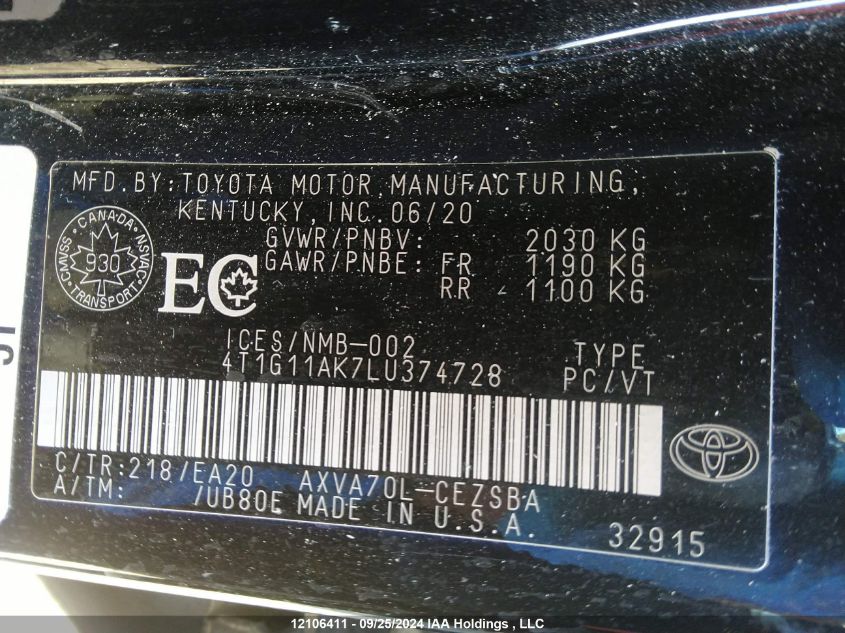 MFD. BY: TOYOTA MOTOR MANUFACTURING,
KENTUCKY, INC. 06/20
GVWR/PNBV: 2030 KG
GAWR/PNBE: FR 1190 KG
RR 1100 KG
CANADA
CMVSS
930
NSVAC
TRANSPORT
EC
ICES/NMB-002
4T1G11AK7LU374728
TYPE
PC/VT
C/TR: 218/EA20 AXVA70L-CEZSBA
A/TM: /UB80E MADE IN U.S.A.
32915
12106411 - 09/25/2024 IAA Holdings , LLC